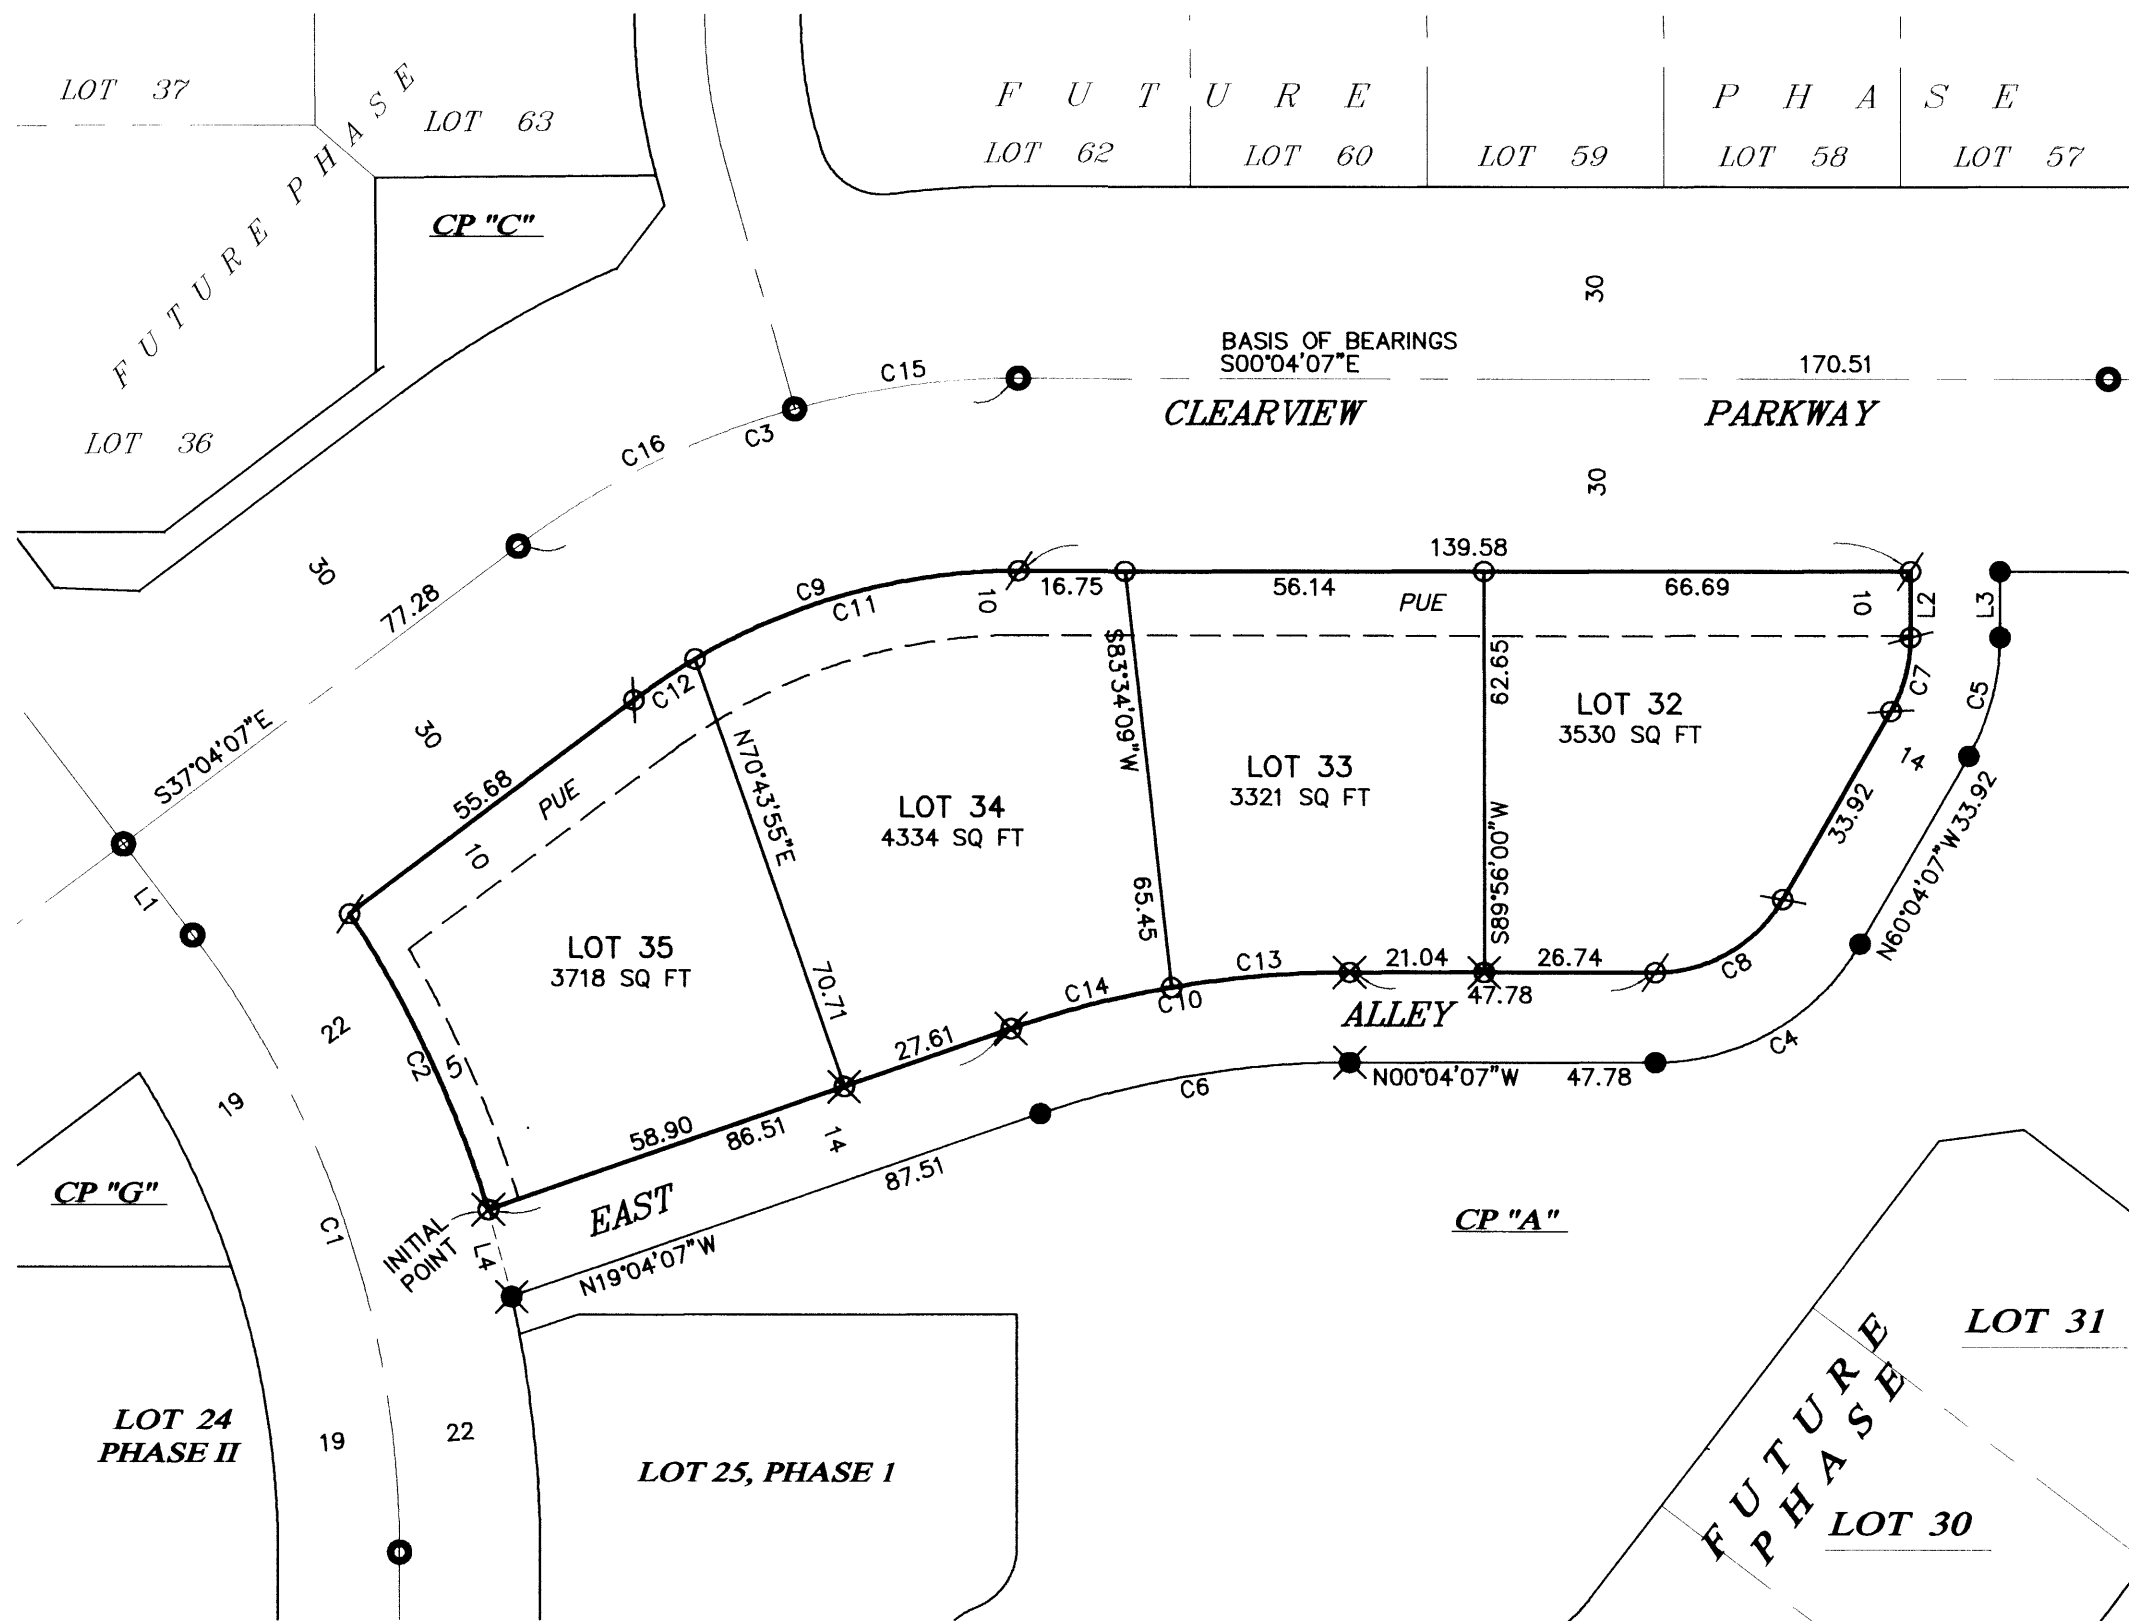 LOT 37
FUTURE PHASE
LOT 63
CP "C"
LOT 36
FUTURE PHASE
LOT 62
LOT 60
LOT 59
LOT 58
LOT 57
30
BASIS OF BEARINGS
S00°04'07"E
170.51
C15
CLEARVIEW PARKWAY
C3
C16
30
30
77.28
S37°04'07"E
30
139.58
C9
C11
10
16.75
56.14
PUE
66.69
10
L2
L3
C12
S83°34'09"W
65.45
62.65
S89°56'00"W
C7
C5
LOT 32
3530 SQ FT
14
33.92
N60°04'07"W 33.92
LOT 33
3321 SQ FT
N70°43'55"E
70.71
LOT 34
4334 SQ FT
55.68
PUE
10
L1
LOT 35
3718 SQ FT
C13
21.04
26.74
47.78
C8
C14
C10
ALLEY
C4
27.61
N00°04'07"W
47.78
C6
22
C2
5
19
58.90
86.51
14
87.51
EAST
N19°04'07"W
CP "G"
C1
INITIAL
POINT
L4
CP "A"
LOT 31
FUTURE
PHASE
LOT 30
LOT 24
PHASE II
19
22
LOT 25, PHASE 1